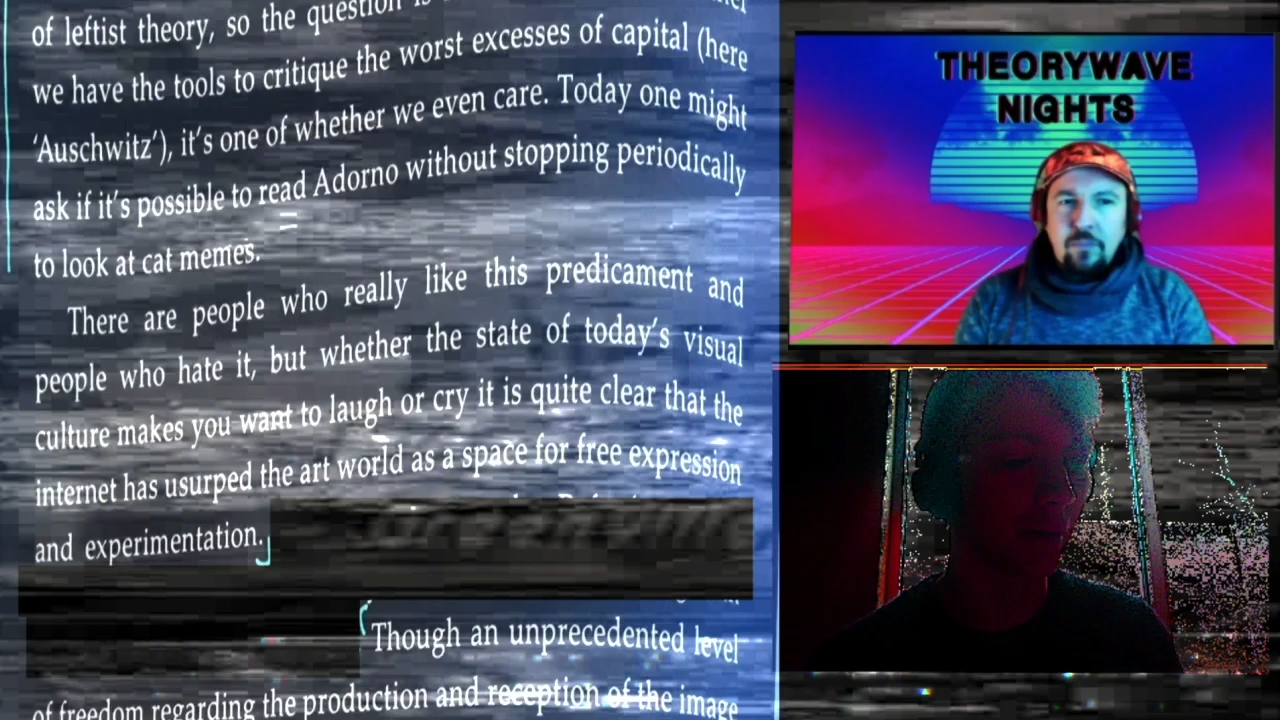 of leftist theory, so the question is
we have the tools to critique the worst excesses of capital (here
'Auschwitz'), it's one of whether we even care. Today one might
ask if it's possible to read Adorno without stopping periodically
to look at cat memes.
There are people who really like this predicament and
people who hate it, but whether the state of today's visual
culture makes you want to laugh or cry it is quite clear that the
internet has usurped the art world as a space for free expression
and experimentation.
Though an unprecedented level
of freedom regarding the production and reception of the image
THEORYWAVE
NIGHTS